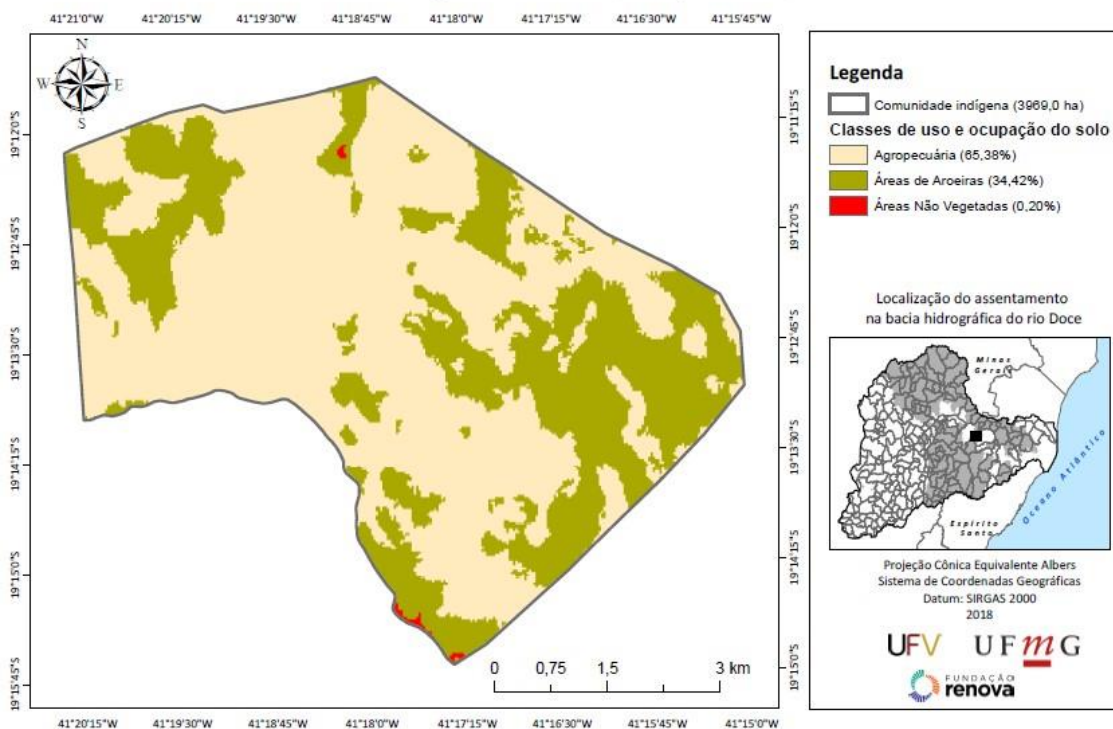 41°21'0"W 41°20'15"W 41°19'30"W 41°18'45"W 41°18'0"W 41°17'15"W 41°16'30"W 41°15'45"W
N
W E
S
19°12'0"S
19°12'45"S
19°13'30"S
19°14'15"S
19°15'0"S
19°15'45"S
19°11'15"S
19°12'0"S
19°12'45"S
19°13'30"S
19°14'15"S
19°15'0"S
0 0,75 1,5 3 km
41°20'15"W 41°19'30"W 41°18'45"W 41°18'0"W 41°17'15"W 41°16'30"W 41°15'45"W 41°15'0"W
Legenda
Comunidade indígena (3969,0 ha)
Classes de uso e ocupação do solo
Agropecuária (65,38%)
Áreas de Aroeiras (34,42%)
Áreas Não Vegetadas (0,20%)
Localização do assentamento
na bacia hidrográfica do rio Doce
Minas
Gerais
Espírito
Santo
Oceano Atlântico
Projeção Cônica Equivalente Albers
Sistema de Coordenadas Geográficas
Datum: SIRGAS 2000
2018
UFV UFmG
FUNDAÇÃO
renova